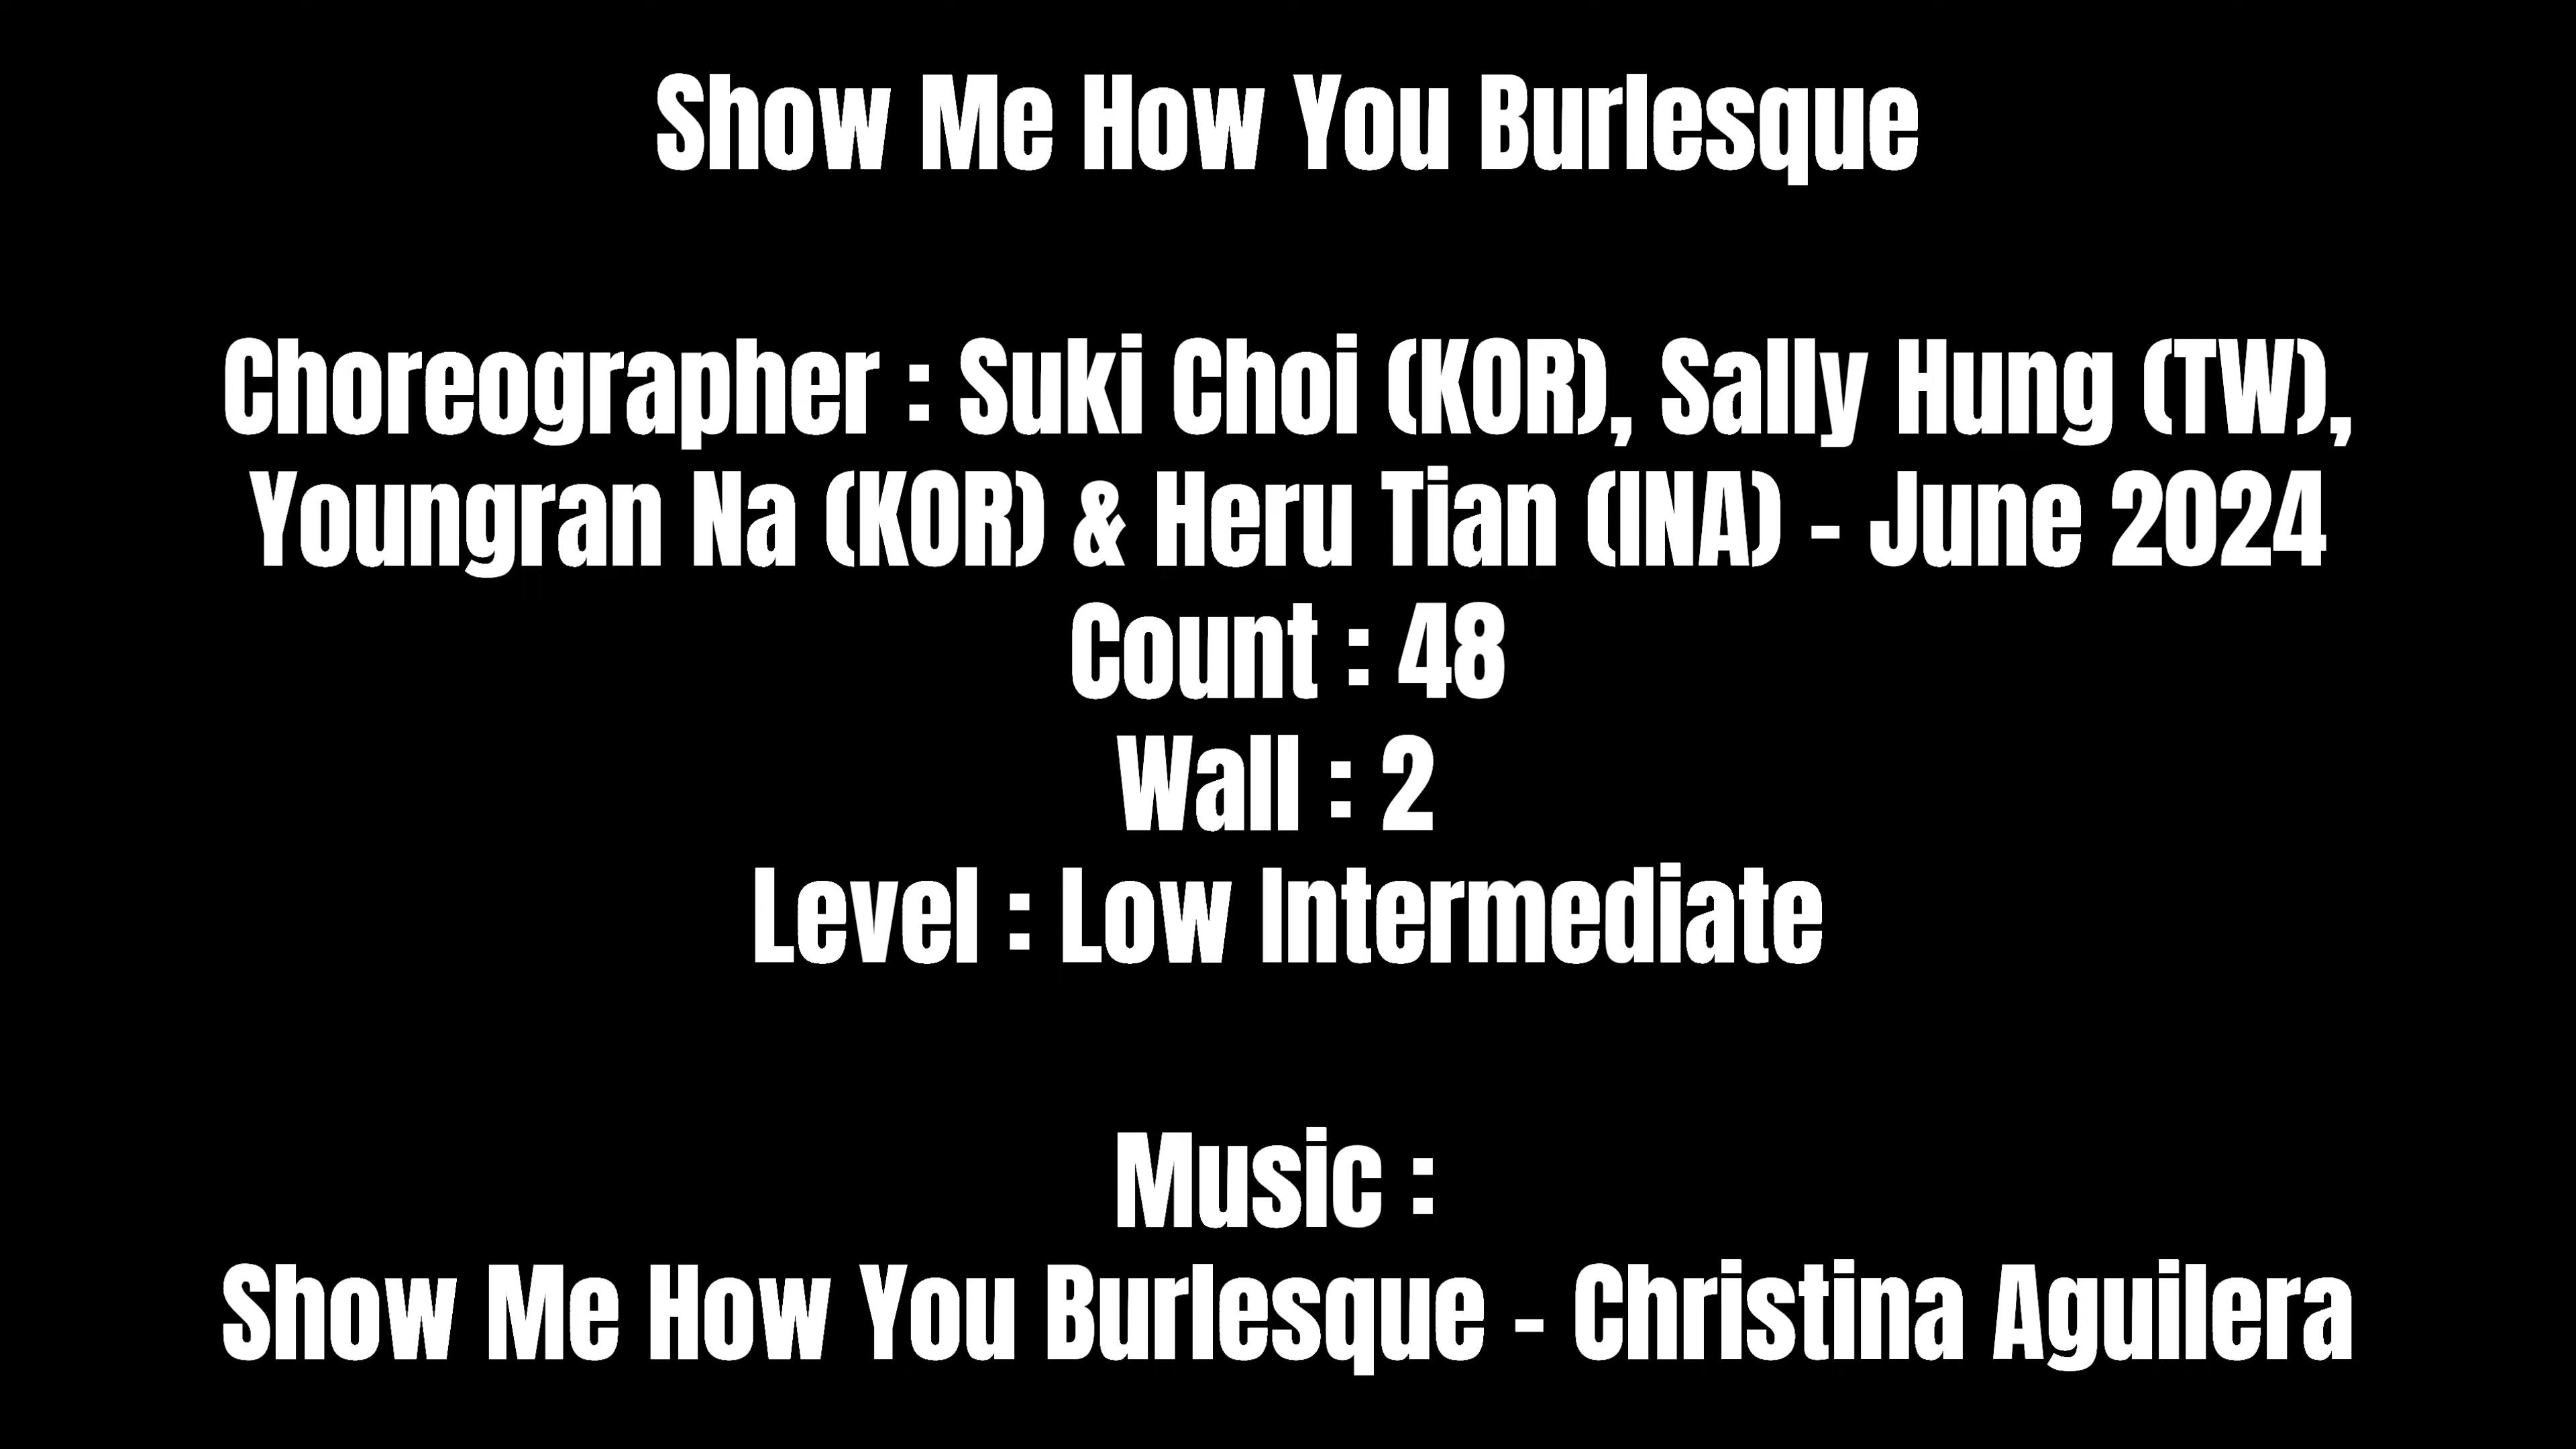 Show Me How You Burlesque
Choreographer : Suki Choi (KOR), Sally Hung (TW),
Youngran Na (KOR) & Heru Tian (INA) - June 2024
Count : 48
Wall : 2
Level : Low Intermediate
Music :
Show Me How You Burlesque - Christina Aguilera